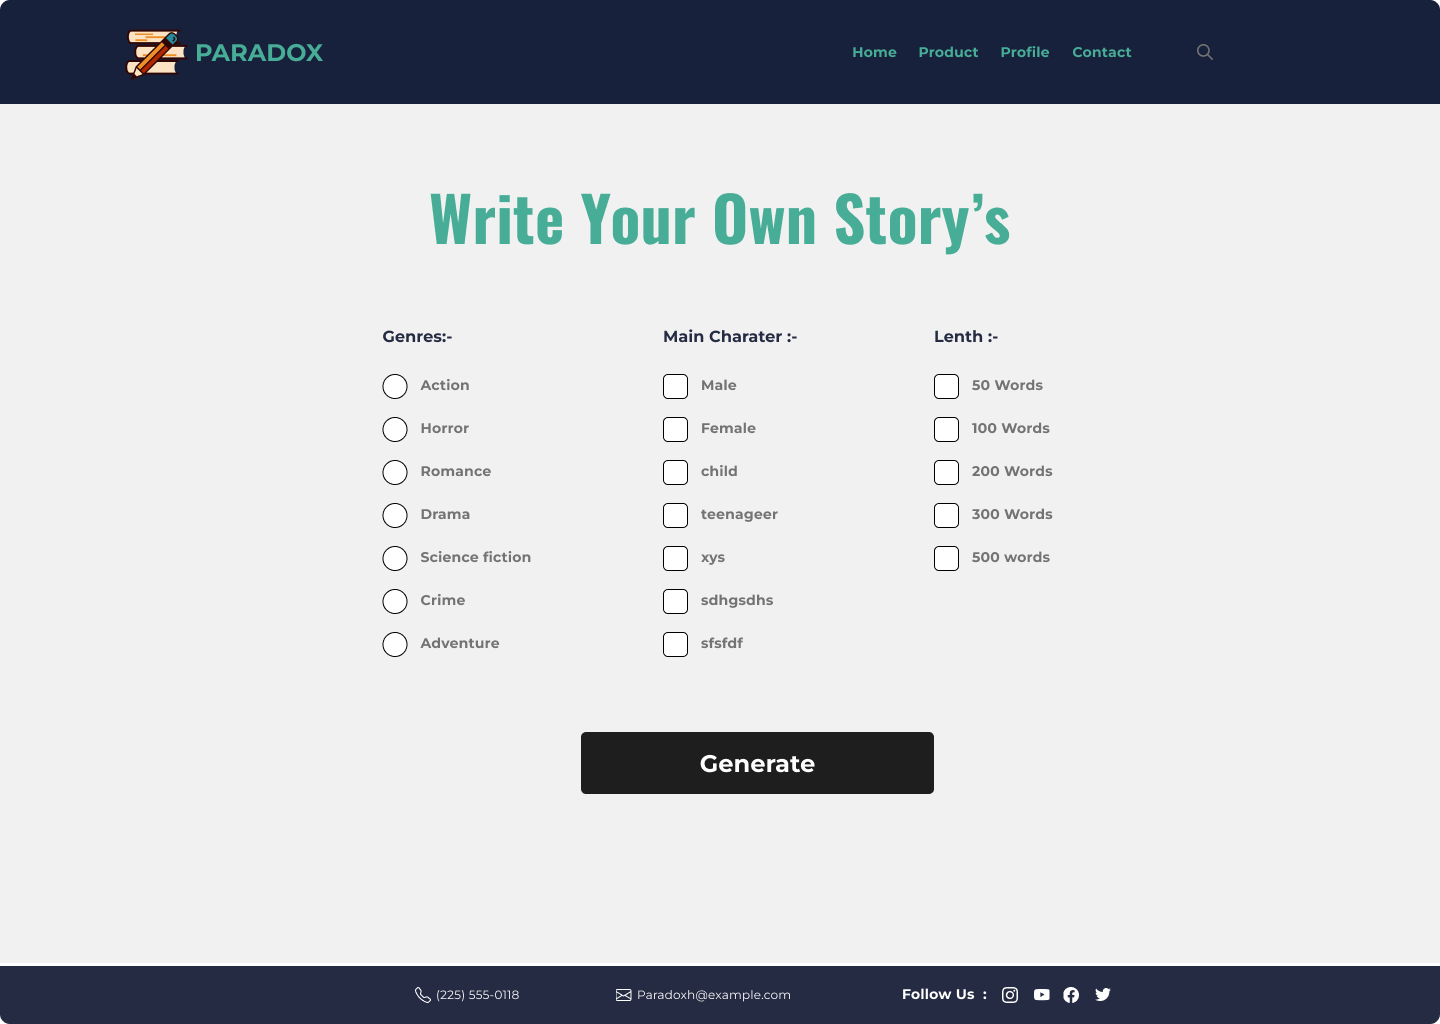 PARADOX
Home Product Profile Contact
Write Your Own Story’s
Genres:-
Action
Horror
Romance
Drama
Science fiction
Crime
Adventure
Main Charater :-
Male
Female
child
teenageer
xys
sdhgsdhs
sfsfdf
Lenth :-
50 Words
100 Words
200 Words
300 Words
500 words
Generate
(225) 555-0118
Paradoxh@example.com
Follow Us :